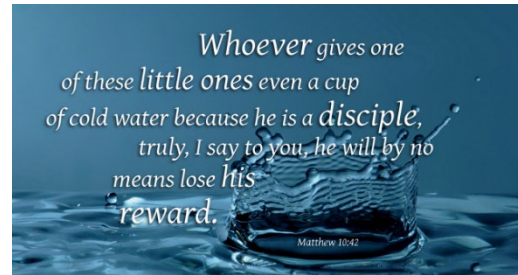 Whoever gives one
of these little ones even a cup
of cold water because he is a disciple,
truly, I say to you, he will by no
means lose his
reward.
Matthew 10:42